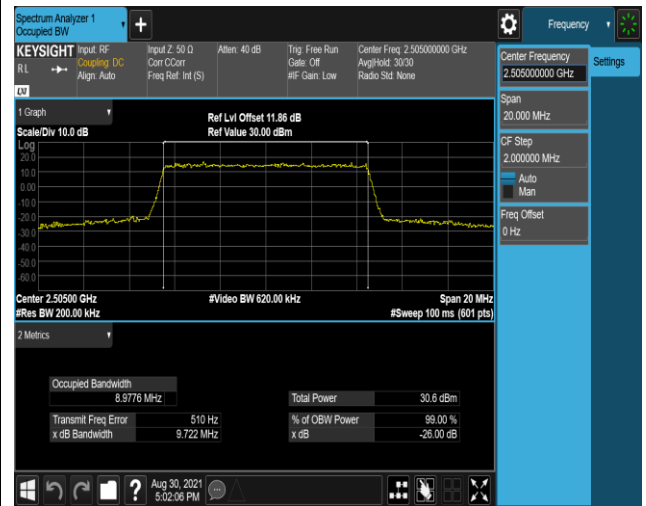 Spectrum Analyzer 1
Occupied BW
Frequency
KEYSIGHT
RL
LXI
Input: RF
Coupling: DC
Align: Auto
Input Z: 50 Ω
Corr CCorr
Freq Ref: Int (S)
Atten: 40 dB
Trig: Free Run
Gate: Off
#IF Gain: Low
Center Freq: 2.505000000 GHz
Avg|Hold: 30/30
Radio Std: None
Center Frequency
2.505000000 GHz
Settings
Span
20.000 MHz
CF Step
2.000000 MHz
Auto
Man
Freq Offset
0 Hz
1 Graph
Scale/Div 10.0 dB
Ref Lvl Offset 11.86 dB
Ref Value 30.00 dBm
Log
20.0
10.0
0.00
-10.0
-20.0
-30.0
-40.0
-50.0
-60.0
Center 2.50500 GHz
#Res BW 200.00 kHz
#Video BW 620.00 kHz
Span 20 MHz
#Sweep 100 ms (601 pts)
2 Metrics
Occupied Bandwidth
8.9776 MHz
Total Power 30.6 dBm
Transmit Freq Error 510 Hz
% of OBW Power 99.00 %
x dB Bandwidth 9.722 MHz
x dB -26.00 dB
?
Aug 30, 2021
5:02:06 PM